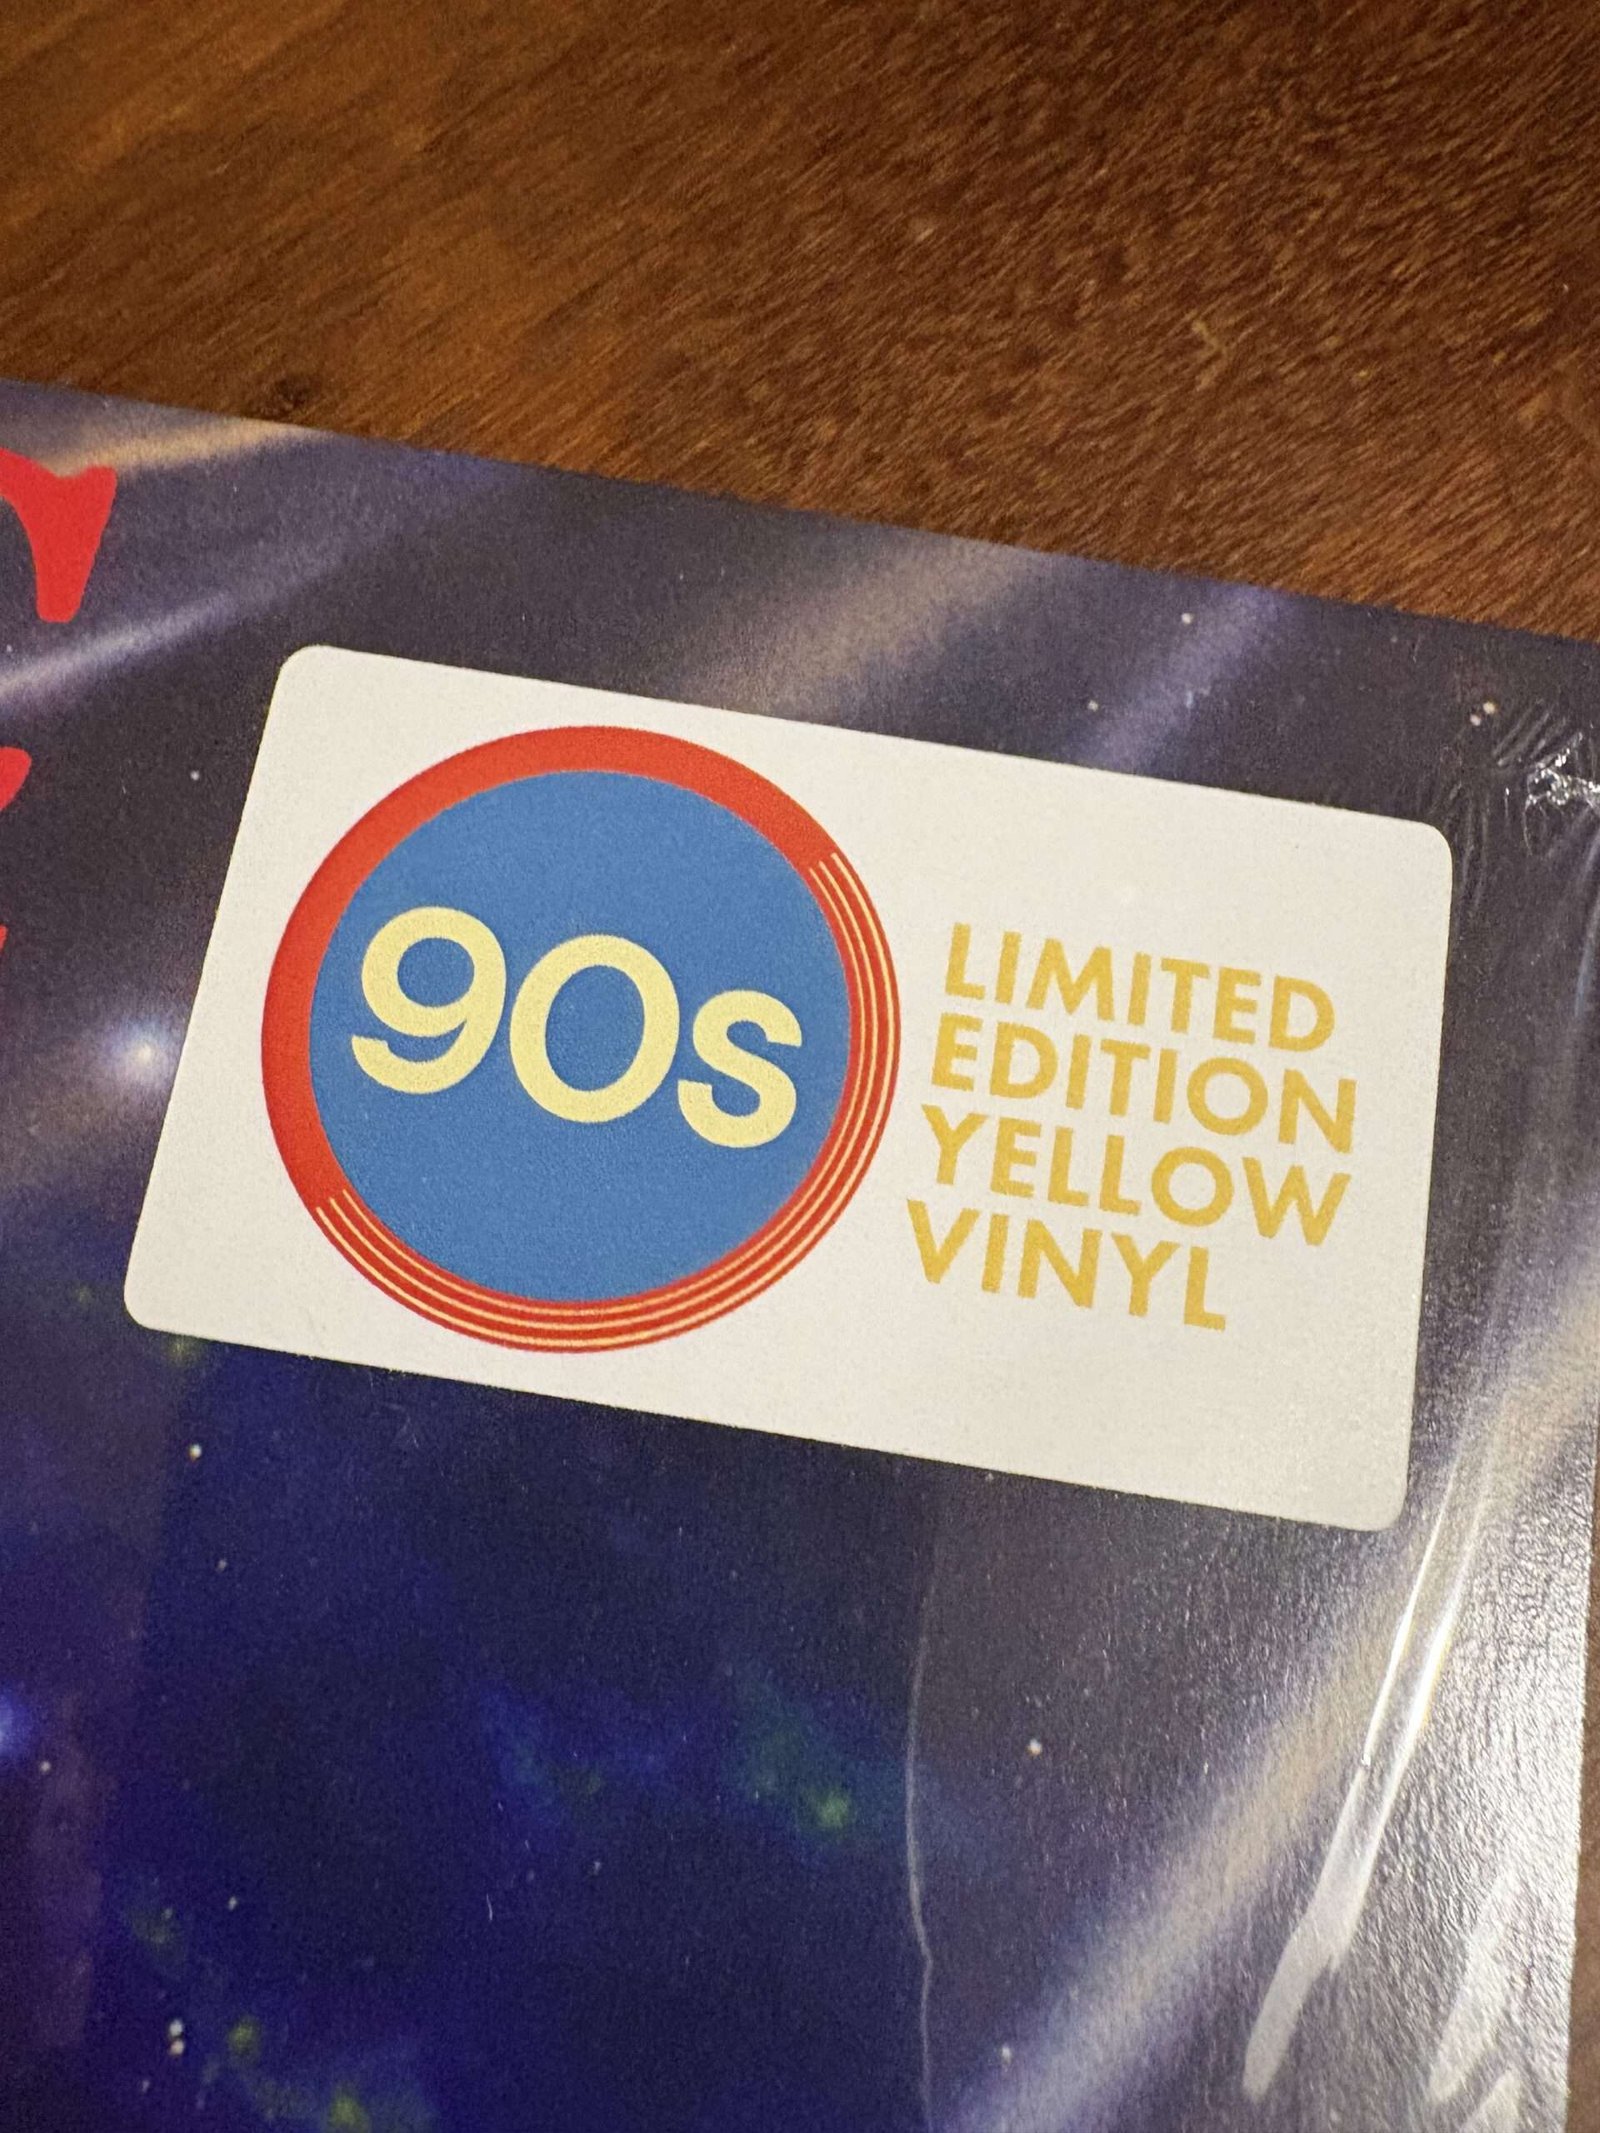 90s
LIMITED
EDITION
YELLOW
VINYL